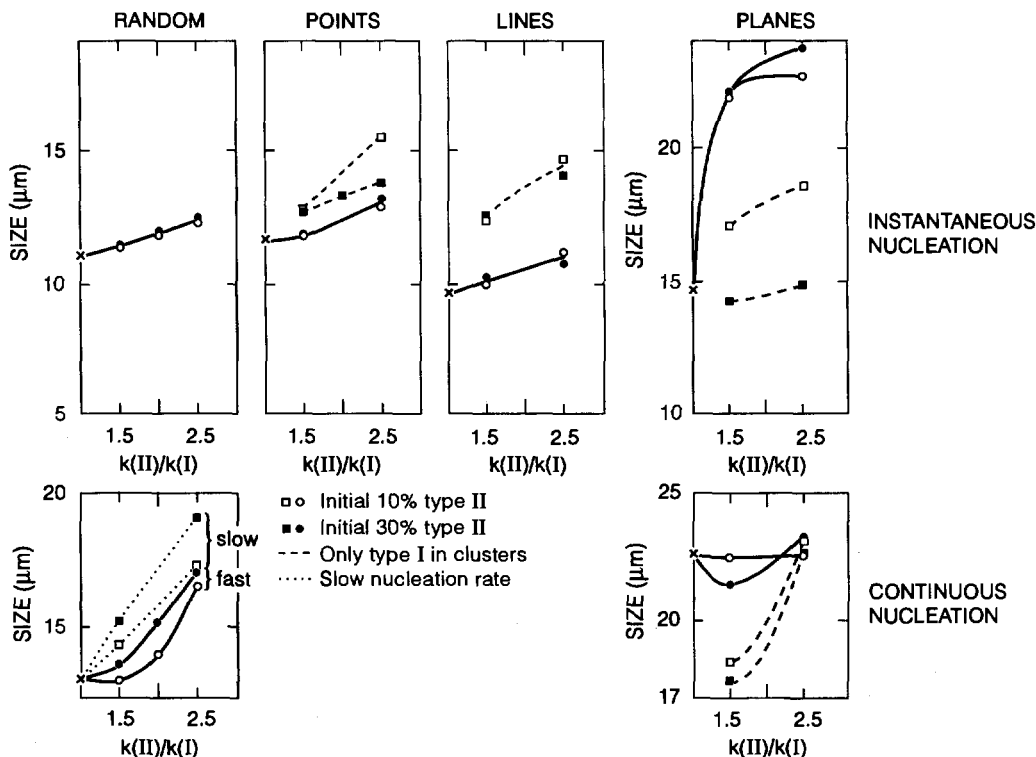 RANDOM POINTS LINES PLANES
SIZE (μm)
15
10
5
1.5 2.5
k(II)/k(I)
1.5 2.5
k(II)/k(I)
1.5 2.5
k(II)/k(I)
SIZE (μm)
20
15
10
1.5 2.5
k(II)/k(I)
INSTANTANEOUS
NUCLEATION
SIZE (μm)
20
15
slow
fast
1.5 2.5
k(II)/k(I)
Initial 10% type II
Initial 30% type II
Only type I in clusters
Slow nucleation rate
SIZE (μm)
25
20
17
1.5 2.5
k(II)/k(I)
CONTINUOUS
NUCLEATION